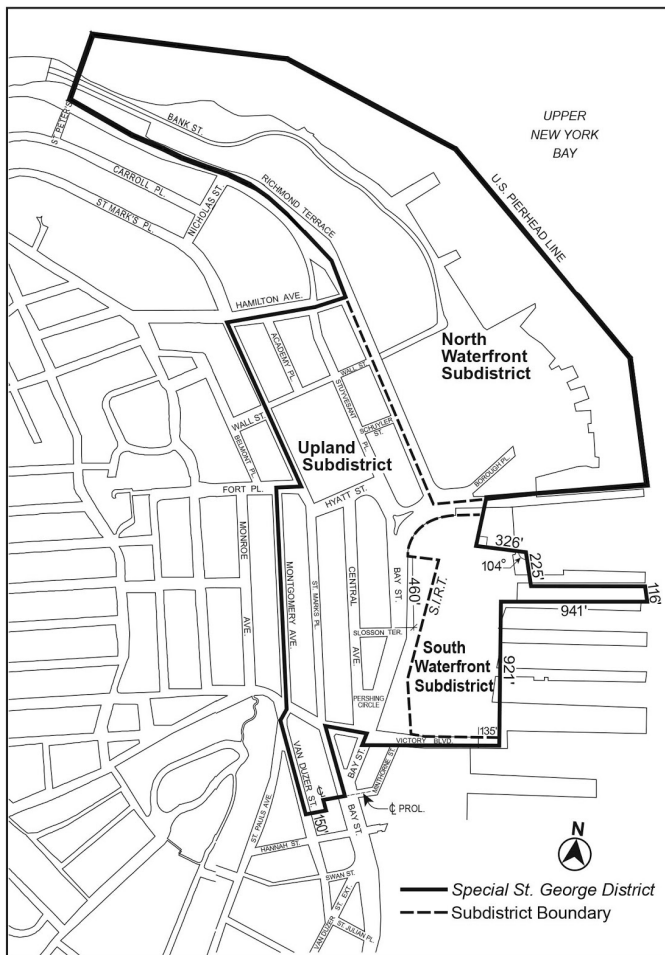 UPPER
NEW YORK
BAY
U.S. PIERHEAD LINE
ST PETER S
BANK ST.
CARROLL PL.
ST MARK'S PL.
NICHOLAS ST.
RICHMOND TERRACE
HAMILTON AVE.
North
Waterfront
Subdistrict
ACADEMY PL.
WALL ST.
STUYVESANT
PL.
SCHUYLER
ST.
WALL ST.
BELMONT PL.
Upland
Subdistrict
BOROUGH PL.
FORT PL.
HYATT ST.
MONROE
AVE.
MONTGOMERY AVE.
ST. MARKS PL.
CENTRAL
AVE.
BAY ST.
460'
S.I.R.T.
326'
104°
225'
116'
941'
921'
SLOSSON TER.
South
Waterfront
Subdistrict
PERSHING
CIRCLE
135'
VICTORY BLVD.
VAN DUZER ST.
BAY ST.
MINTHORNE ST.
℄ PROL.
150'
BAY ST.
ST. PAULS AVE.
HANNAH ST.
SWAN ST.
VAN DUZER ST. EXT.
ST. JULIAN PL.
N
Special St. George District
Subdistrict Boundary